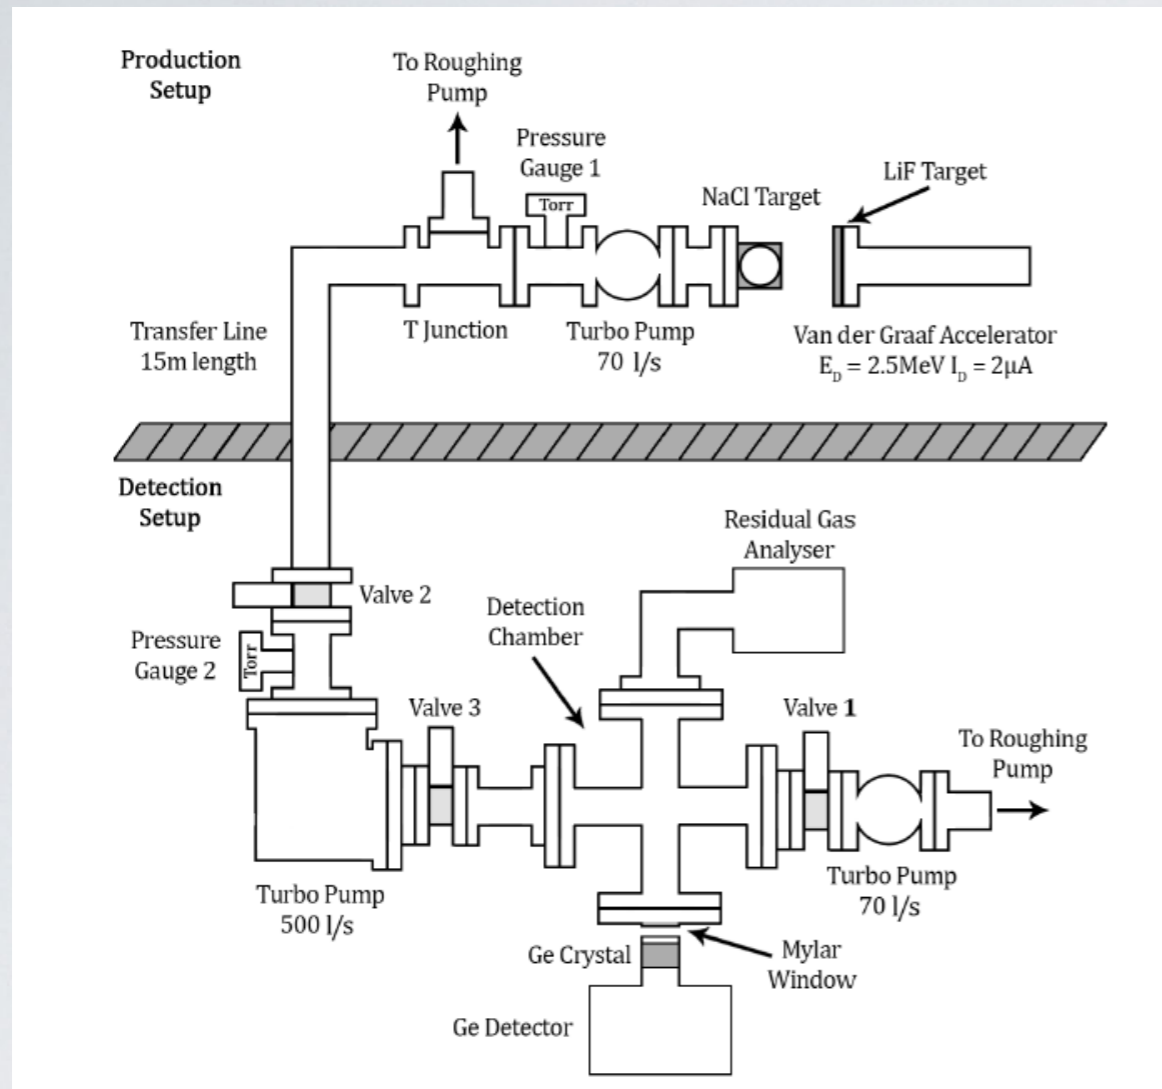 Production
Setup
To Roughing
Pump
Pressure
Gauge 1
Torr
NaCl Target
LiF Target
Transfer Line
15m length
T Junction
Turbo Pump
70 l/s
Van der Graaf Accelerator
E_D = 2.5MeV I_D = 2µA
Detection
Setup
Residual Gas
Analyser
Valve 2
Detection
Chamber
Pressure
Gauge 2
Torr
Valve 3
Valve 1
To Roughing
Pump
Turbo Pump
500 l/s
Turbo Pump
70 l/s
Ge Crystal
Mylar
Window
Ge Detector